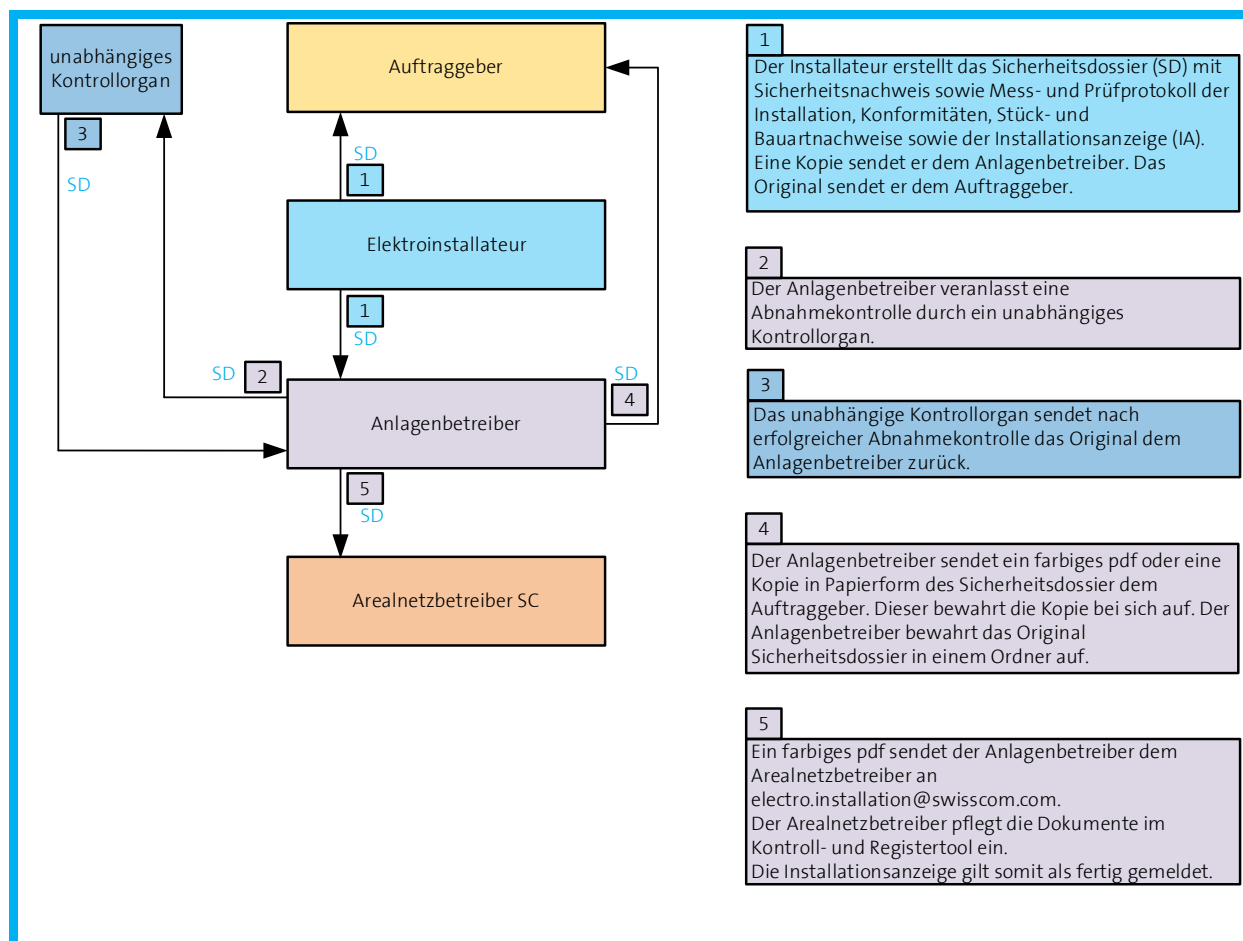 unabhängiges
Kontrollorgan
3
SD
Auftraggeber
SD
1
Elektroinstallateur
1
SD
SD
2
Anlagenbetreiber
SD
4
5
SD
Arealnetzbetreiber SC
1
Der Installateur erstellt das Sicherheitsdossier (SD) mit
Sicherheitsnachweis sowie Mess- und Prüfprotokoll der
Installation, Konformitäten, Stück- und
Bauartnachweise sowie der Installationsanzeige (IA).
Eine Kopie sendet er dem Anlagenbetreiber. Das
Original sendet er dem Auftraggeber.
2
Der Anlagenbetreiber veranlasst eine
Abnahmekontrolle durch ein unabhängiges
Kontrollorgan.
3
Das unabhängige Kontrollorgan sendet nach
erfolgreicher Abnahmekontrolle das Original dem
Anlagenbetreiber zurück.
4
Der Anlagenbetreiber sendet ein farbiges pdf oder eine
Kopie in Papierform des Sicherheitsdossier dem
Auftraggeber. Dieser bewahrt die Kopie bei sich auf. Der
Anlagenbetreiber bewahrt das Original
Sicherheitsdossier in einem Ordner auf.
5
Ein farbiges pdf sendet der Anlagenbetreiber dem
Arealnetzbetreiber an
electro.installation@swisscom.com.
Der Arealnetzbetreiber pflegt die Dokumente im
Kontroll- und Registertool ein.
Die Installationsanzeige gilt somit als fertig gemeldet.